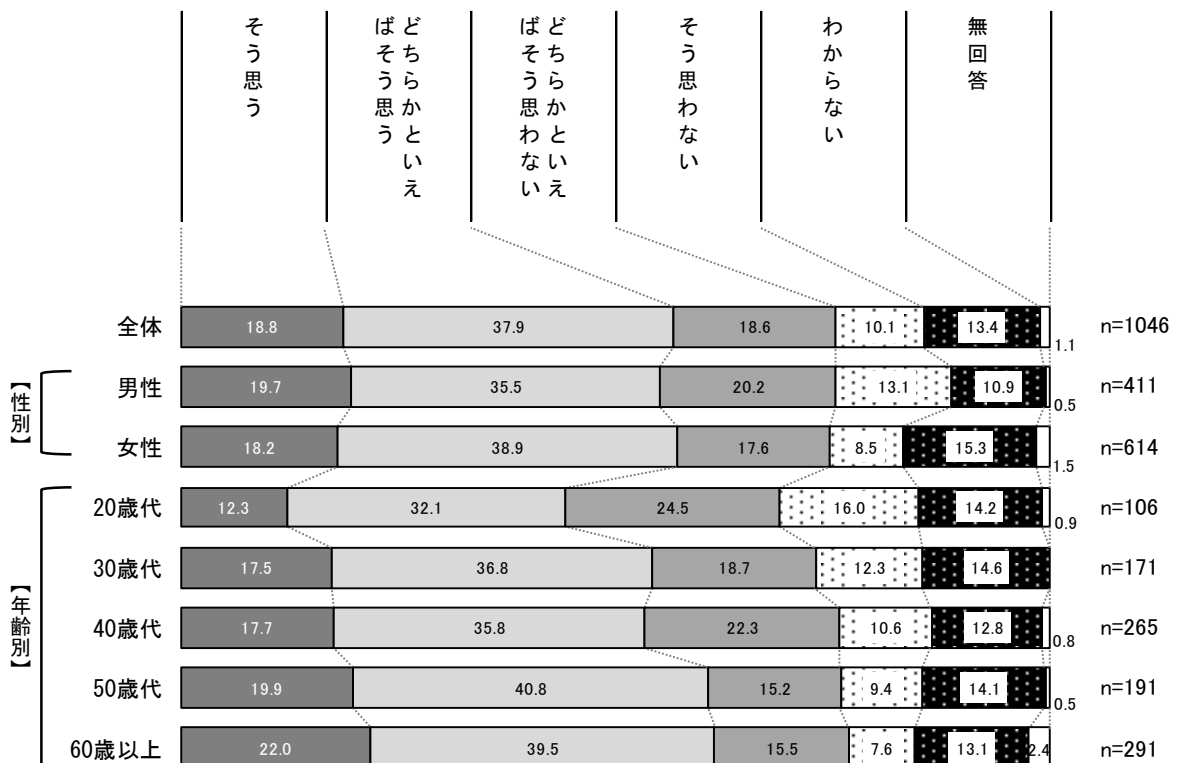 そう思う
どちらかといえ
ばそう思う
どちらかといえ
ばそう思わない
そう思わない
わからない
無回答
全体 18.8 37.9 18.6 10.1 13.4 1.1 n=1046
【性別】
男性 19.7 35.5 20.2 13.1 10.9 0.5 n=411
女性 18.2 38.9 17.6 8.5 15.3 1.5 n=614
【年齢別】
20歳代 12.3 32.1 24.5 16.0 14.2 0.9 n=106
30歳代 17.5 36.8 18.7 12.3 14.6 n=171
40歳代 17.7 35.8 22.3 10.6 12.8 0.8 n=265
50歳代 19.9 40.8 15.2 9.4 14.1 0.5 n=191
60歳以上 22.0 39.5 15.5 7.6 13.1 2.4 n=291